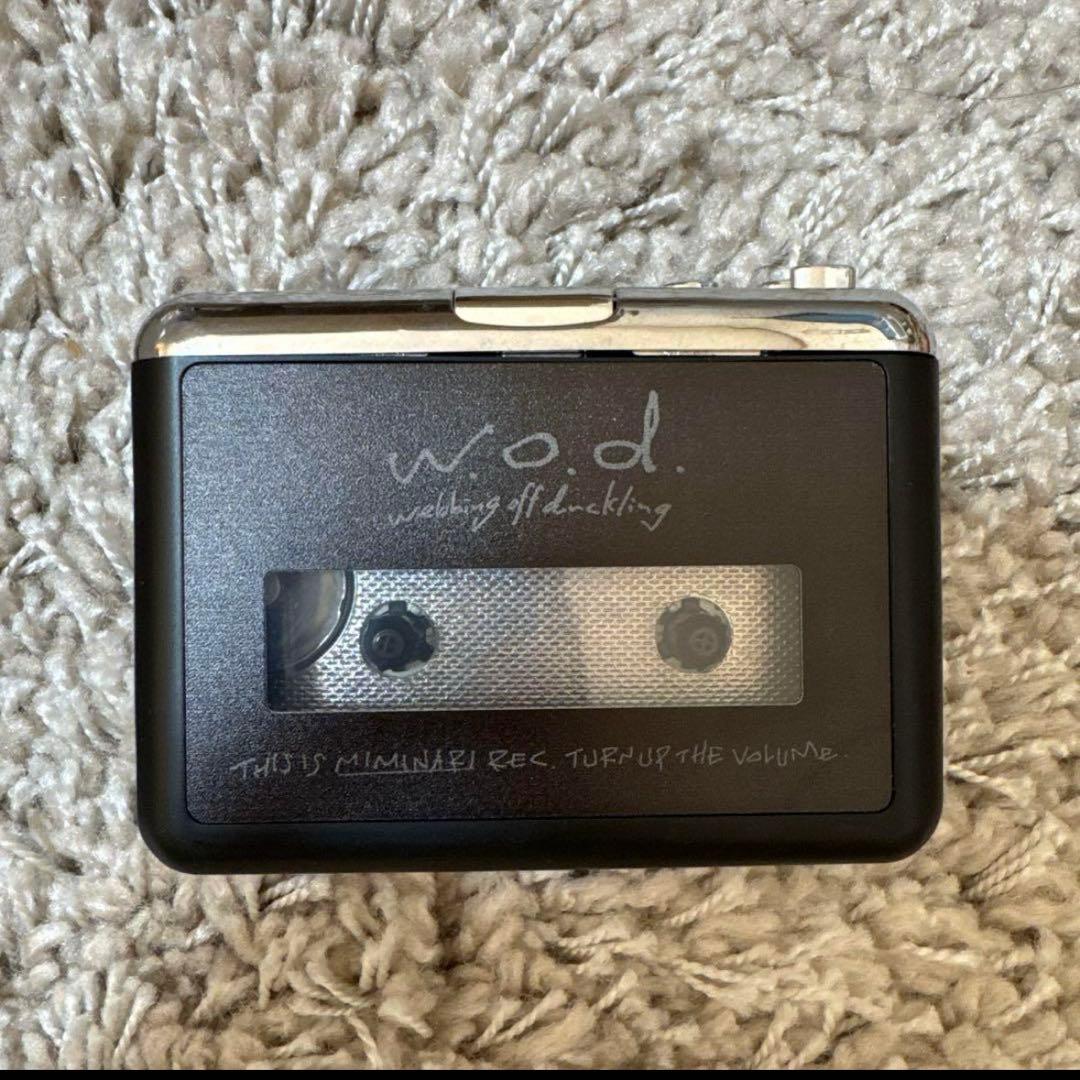 w.o.d.
webbing off duckling
THIS IS MIMINARI REC. TURN UP THE VOLUME.